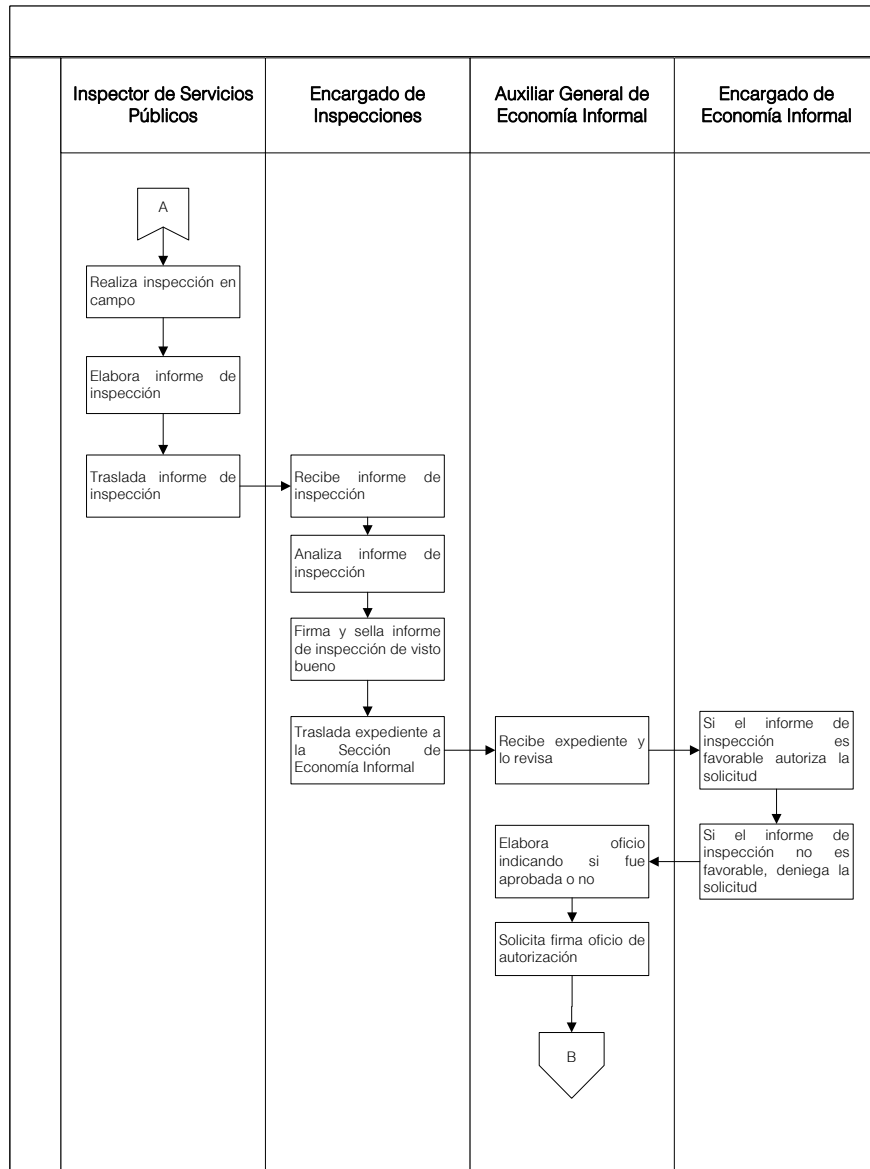 Inspector de Servicios
Públicos
Encargado de
Inspecciones
Auxiliar General de
Economía Informal
Encargado de
Economía Informal
A
Realiza inspección en
campo
Elabora informe de
inspección
Traslada informe de
inspección
Recibe informe de
inspección
Analiza informe de
inspección
Firma y sella informe
de inspección de visto
bueno
Traslada expediente a
la Sección de
Economía Informal
Recibe expediente y
lo revisa
Si el informe de
inspección es
favorable autoriza la
solicitud
Si el informe de
inspección no es
favorable, deniega la
solicitud
Elabora oficio
indicando si fue
aprobada o no
Solicita firma oficio de
autorización
B